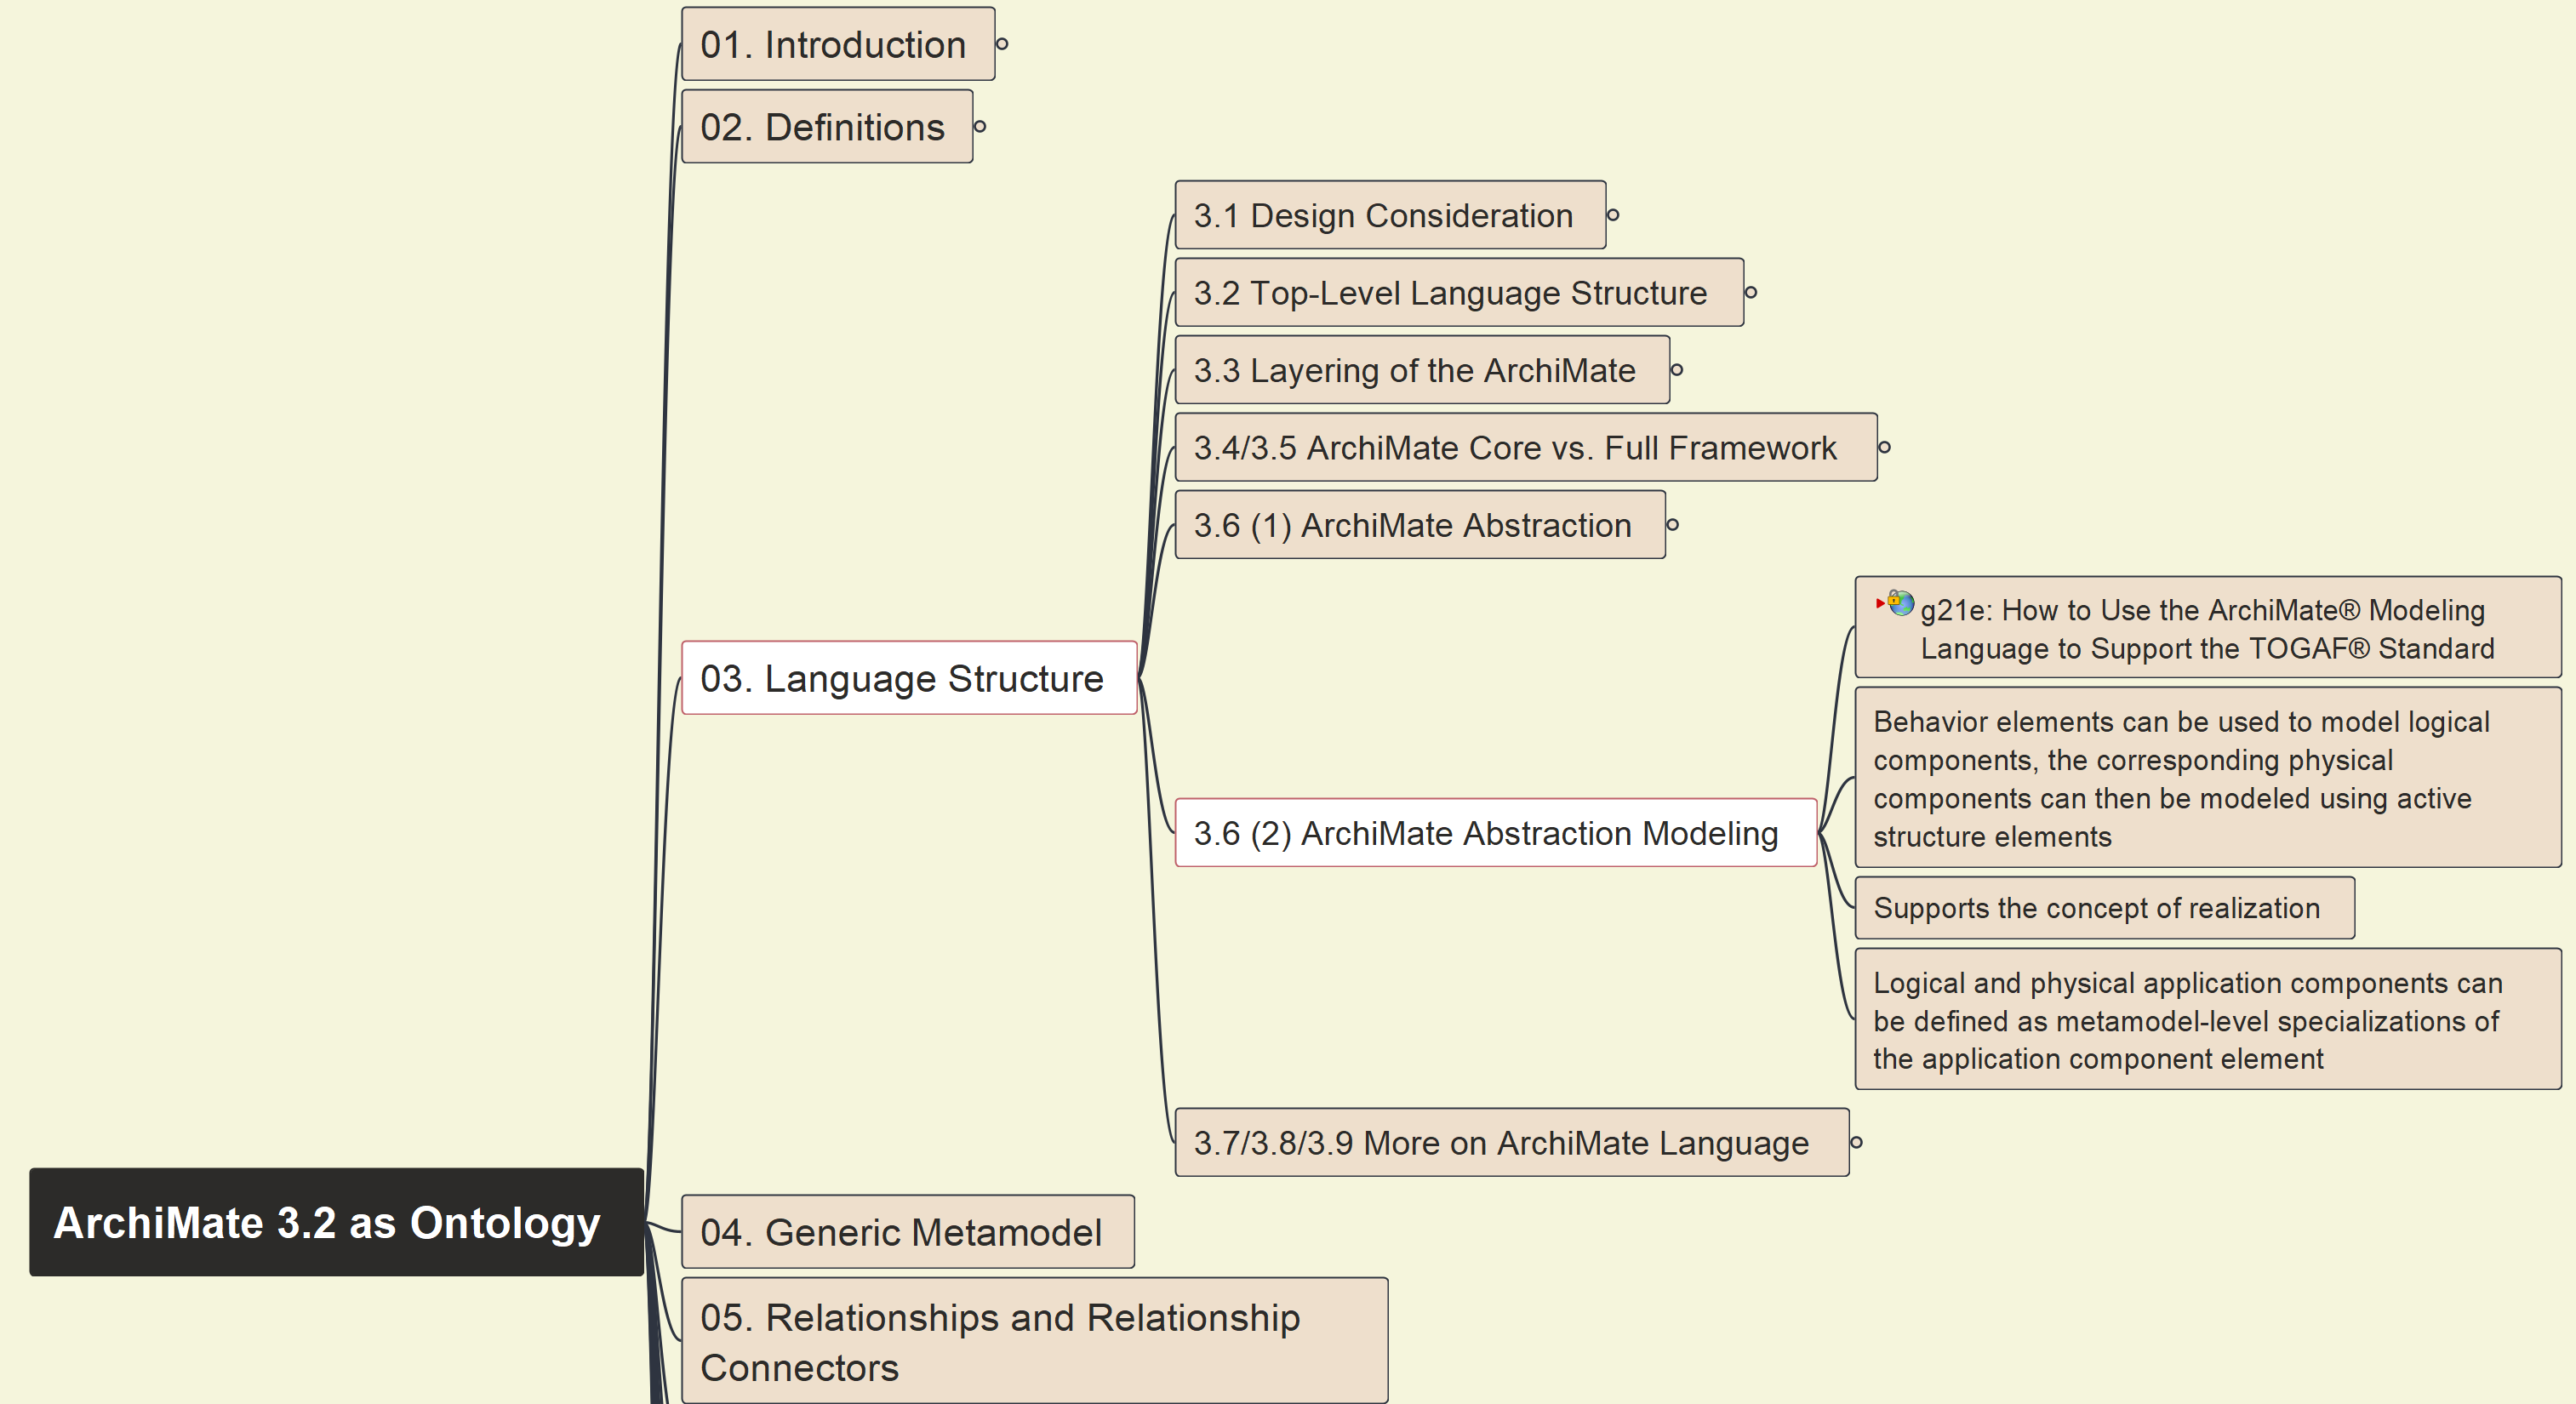 01. Introduction
02. Definitions
3.1 Design Consideration
3.2 Top-Level Language Structure
3.3 Layering of the ArchiMate
3.4/3.5 ArchiMate Core vs. Full Framework
3.6 (1) ArchiMate Abstraction
g21e: How to Use the ArchiMate® Modeling
Language to Support the TOGAF® Standard
03. Language Structure
Behavior elements can be used to model logical
components, the corresponding physical
components can then be modeled using active
structure elements
3.6 (2) ArchiMate Abstraction Modeling
Supports the concept of realization
Logical and physical application components can
be defined as metamodel-level specializations of
the application component element
3.7/3.8/3.9 More on ArchiMate Language
ArchiMate 3.2 as Ontology
04. Generic Metamodel
05. Relationships and Relationship
Connectors